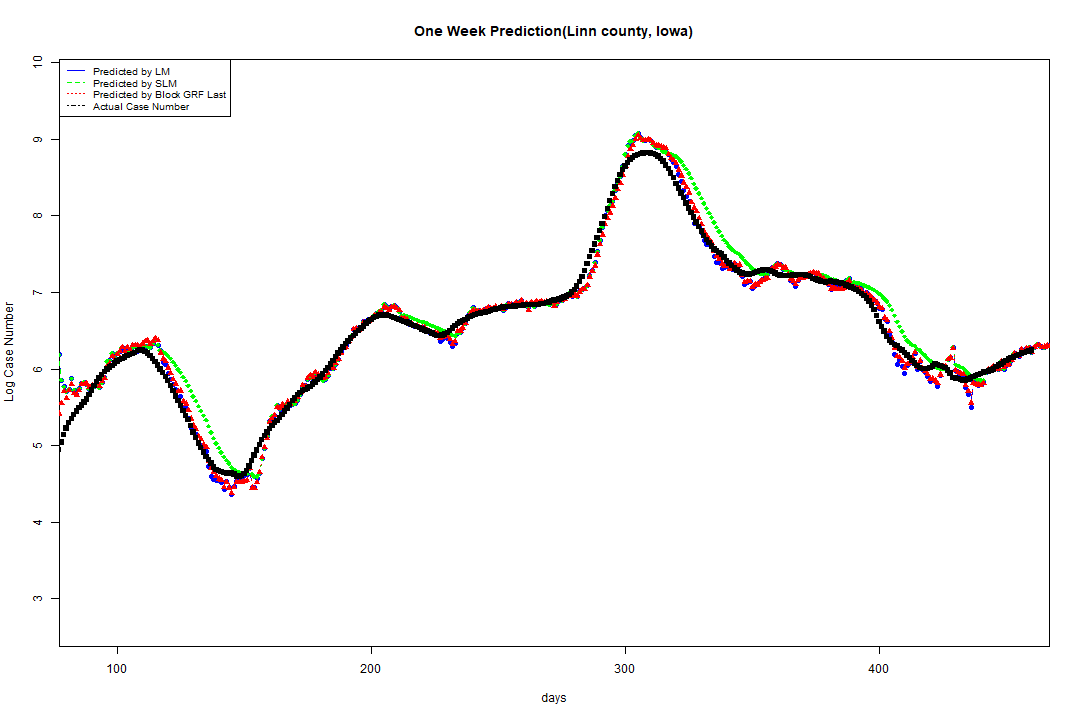 One Week Prediction(Linn county, Iowa)
Predicted by LM
Predicted by SLM
Predicted by Block GRF Last
Actual Case Number
Log Case Number
10
9
8
7
6
5
4
3
100 200 300 400
days